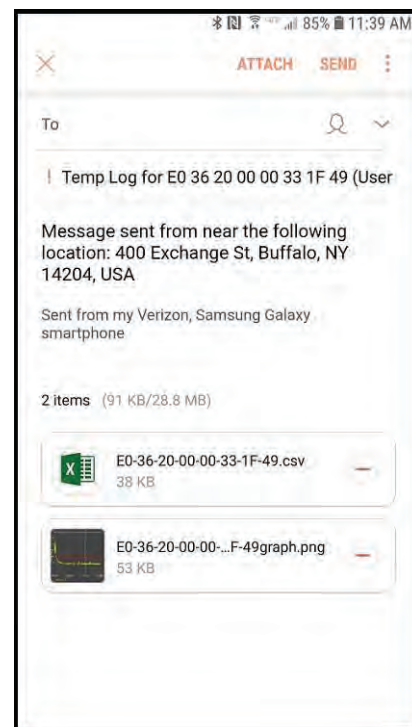 85% 11:39 AM
ATTACH SEND
To
! Temp Log for E0 36 20 00 00 33 1F 49 (User
Message sent from near the following
location: 400 Exchange St, Buffalo, NY
14204, USA
Sent from my Verizon, Samsung Galaxy
smartphone
2 items (91 KB/28.8 MB)
E0-36-20-00-00-33-1F-49.csv
38 KB
E0-36-20-00-00-...F-49graph.png
53 KB